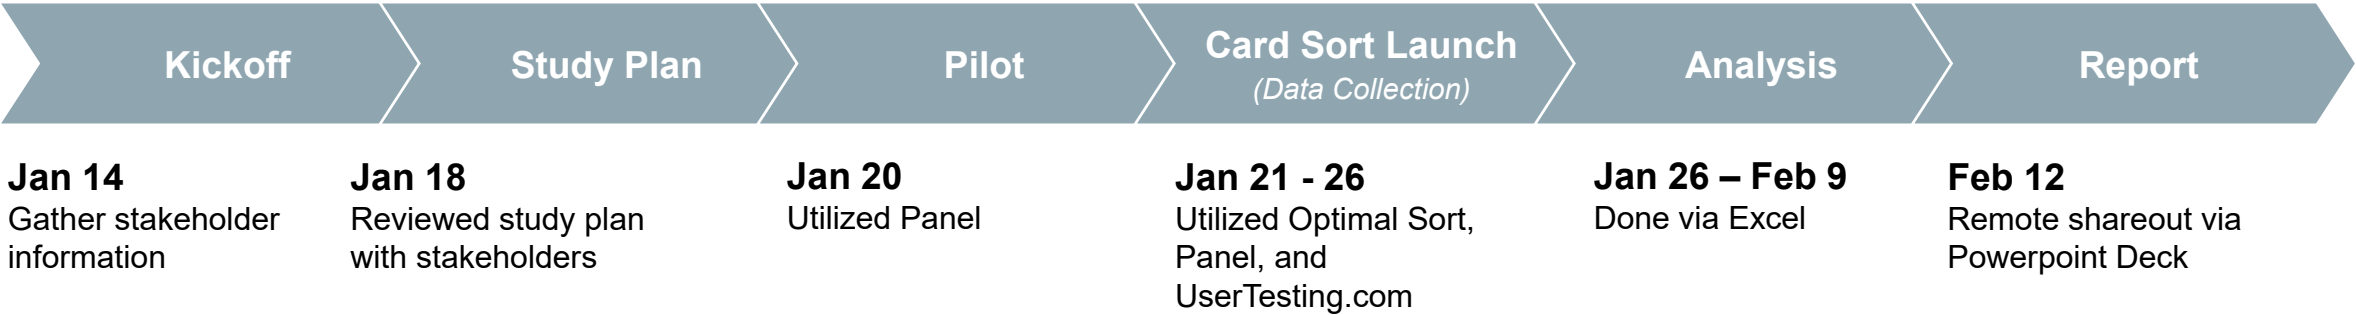 Kickoff
Study Plan
Pilot
Card Sort Launch
(Data Collection)
Analysis
Report
Jan 14
Gather stakeholder
information
Jan 18
Reviewed study plan
with stakeholders
Jan 20
Utilized Panel
Jan 21 - 26
Utilized Optimal Sort,
Panel, and
UserTesting.com
Jan 26 – Feb 9
Done via Excel
Feb 12
Remote shareout via
Powerpoint Deck